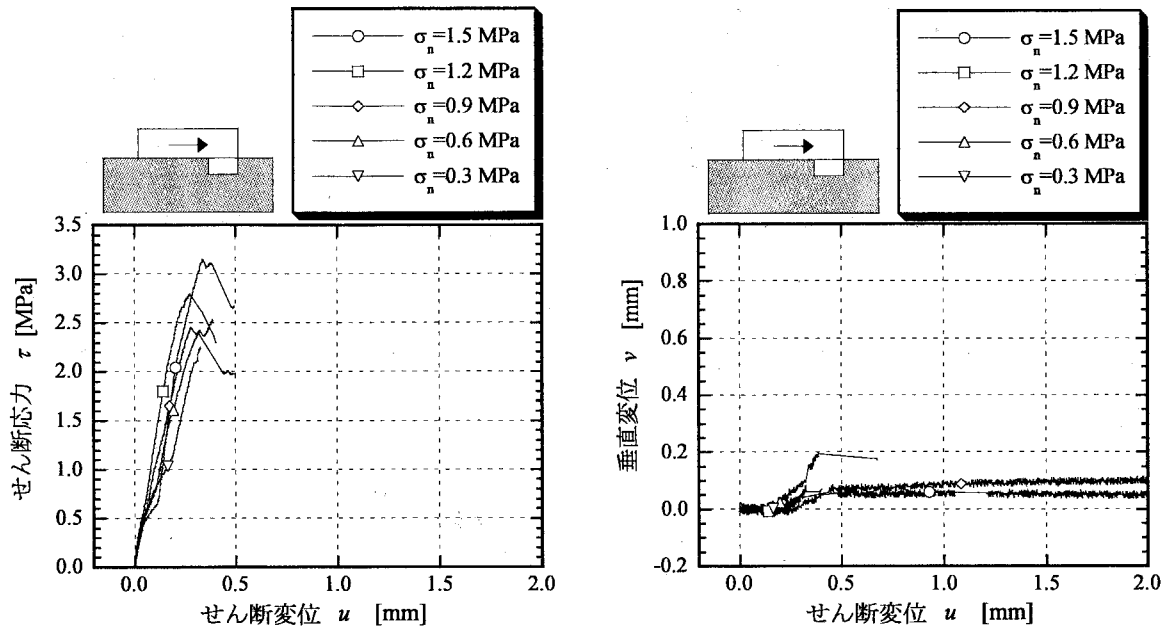 σn=1.5 MPa
σn=1.2 MPa
σn=0.9 MPa
σn=0.6 MPa
σn=0.3 MPa
3.5
3.0
2.5
2.0
1.5
1.0
0.5
0.0
せん断応力 τ [MPa]
0.0 0.5 1.0 1.5 2.0
せん断変位 u [mm]
σn=1.5 MPa
σn=1.2 MPa
σn=0.9 MPa
σn=0.6 MPa
σn=0.3 MPa
1.0
0.8
0.6
0.4
0.2
0.0
-0.2
垂直変位 v [mm]
0.0 0.5 1.0 1.5 2.0
せん断変位 u [mm]